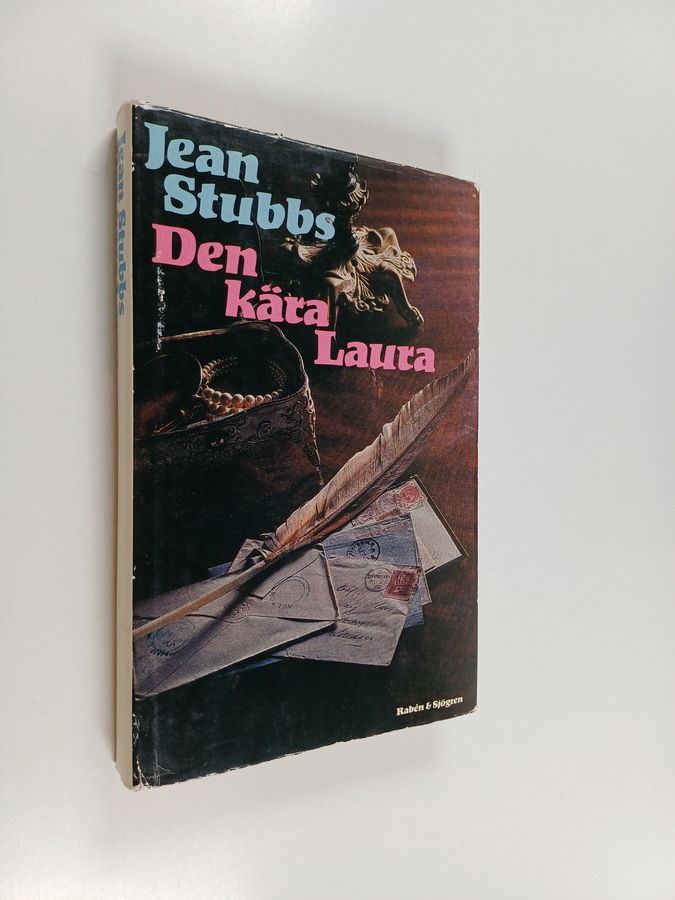 Jean
Stubbs
Den
kära
Laura
Rabén & Sjögren
Jean Stubbs